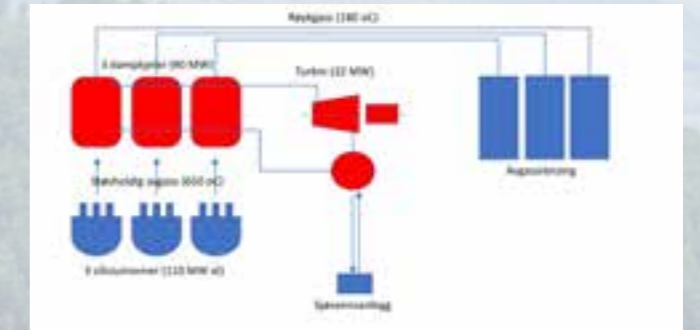 Røykgass (180 oC)
3 dampkjeler (90 MW)
Turbin (32 MW)
Støvholdig avgass (650 oC)
Avgassrensing
3 silisiumovner (110 MW el)
Sjøvannsanlegg